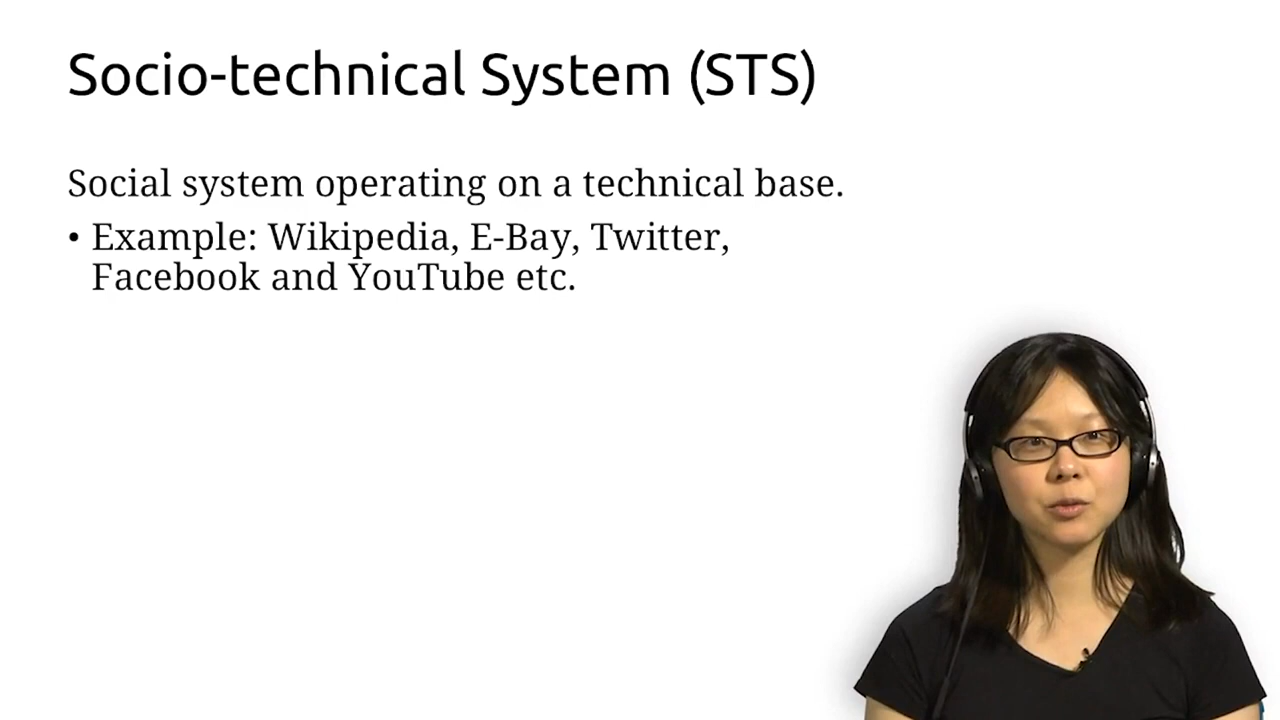 Socio-technical System (STS)
Social system operating on a technical base.
• Example: Wikipedia, E-Bay, Twitter,
Facebook and YouTube etc.